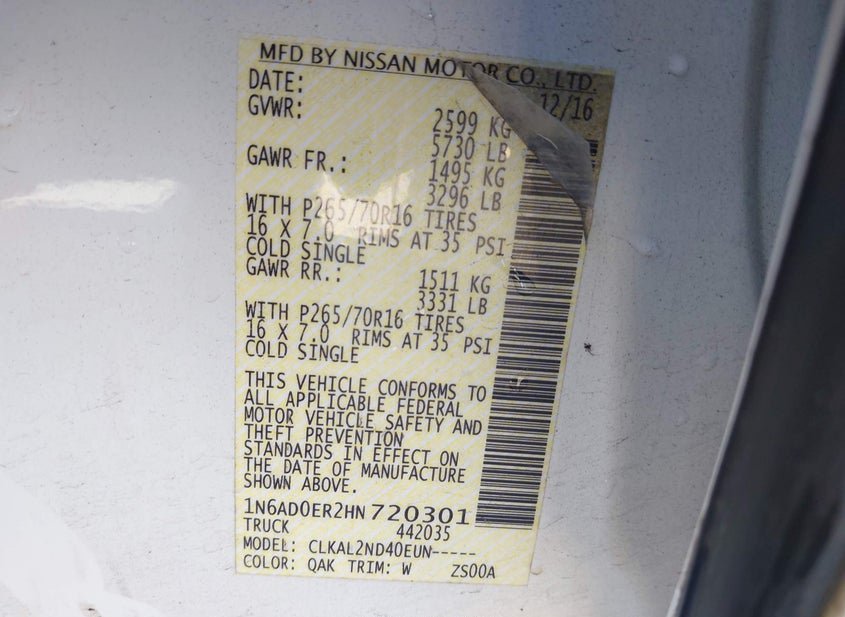 MFD BY NISSAN MOTOR CO., LTD.
DATE: 12/16
GVWR: 2599 KG
5730 LB
GAWR FR.: 1495 KG
3296 LB
WITH P265/70R16 TIRES
16 X 7.0 RIMS AT 35 PSI
COLD SINGLE
GAWR RR.: 1511 KG
3331 LB
WITH P265/70R16 TIRES
16 X 7.0 RIMS AT 35 PSI
COLD SINGLE
THIS VEHICLE CONFORMS TO
ALL APPLICABLE FEDERAL
MOTOR VEHICLE SAFETY AND
THEFT PREVENTION
STANDARDS IN EFFECT ON
THE DATE OF MANUFACTURE
SHOWN ABOVE.
1N6AD0ER2HN720301
TRUCK 442035
MODEL: CLKAL2ND40EUN-----
COLOR: QAK TRIM: W ZS00A